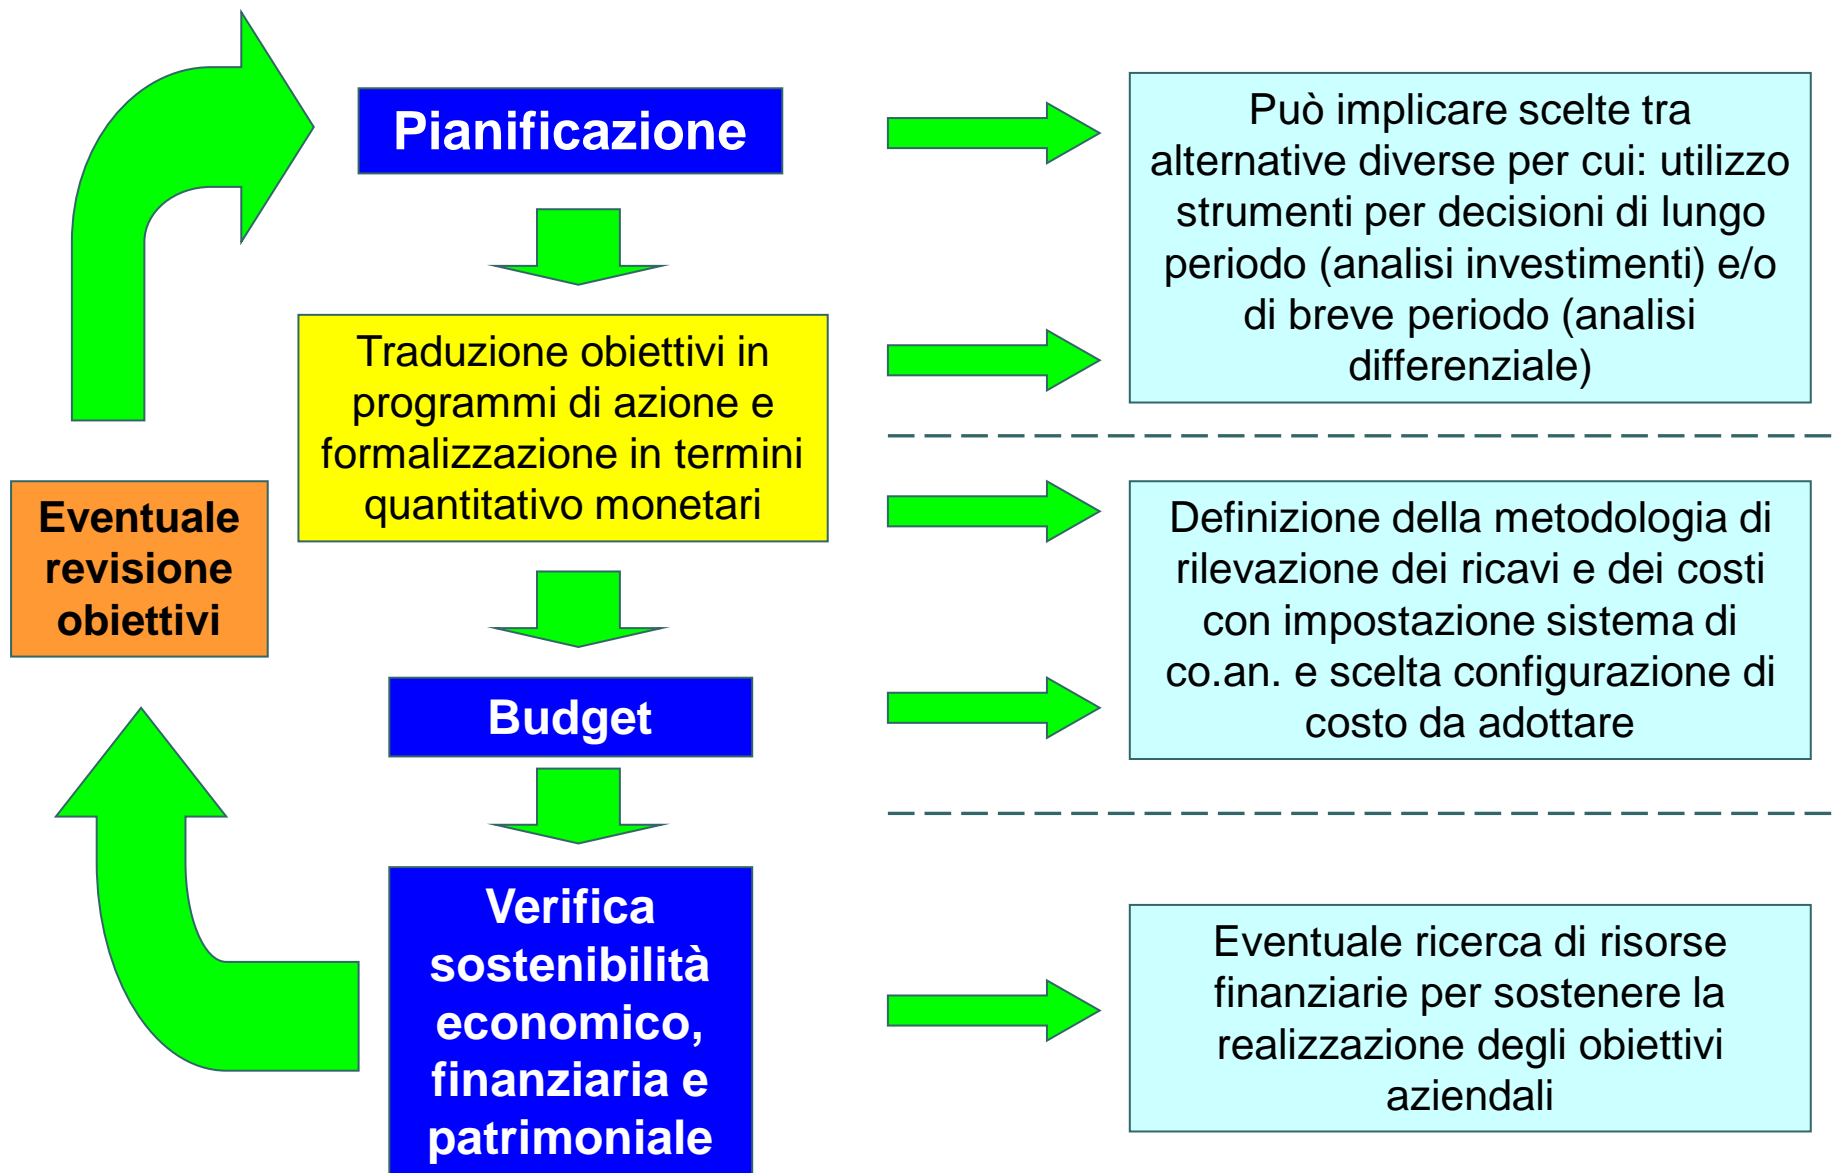 Pianificazione
Può implicare scelte tra
alternative diverse per cui: utilizzo
strumenti per decisioni di lungo
periodo (analisi investimenti) e/o
di breve periodo (analisi
differenziale)
Traduzione obiettivi in
programmi di azione e
formalizzazione in termini
quantitativo monetari
Eventuale
revisione
obiettivi
Definizione della metodologia di
rilevazione dei ricavi e dei costi
con impostazione sistema di
co.an. e scelta configurazione di
costo da adottare
Budget
Verifica
sostenibilità
economico,
finanziaria e
patrimoniale
Eventuale ricerca di risorse
finanziarie per sostenere la
realizzazione degli obiettivi
aziendali